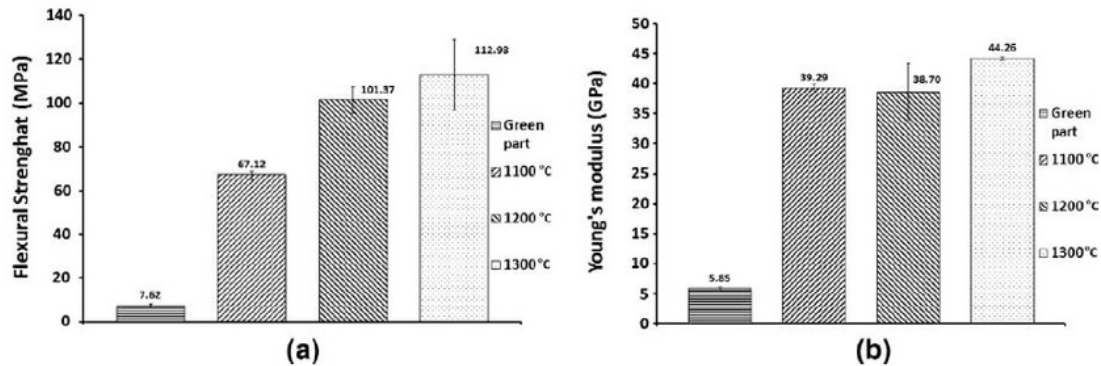 Flexural Strenghat (MPa)
140
120
100
80
60
40
20
0
7.62
67.12
101.37
112.93
Green
part
1100 °C
1200 °C
1300°C
(a)
Young's modulus (GPa)
50
45
40
35
30
25
20
15
10
5
0
5.85
39.29
38.70
44.26
Green
part
1100 °C
1200 °C
1300°C
(b)